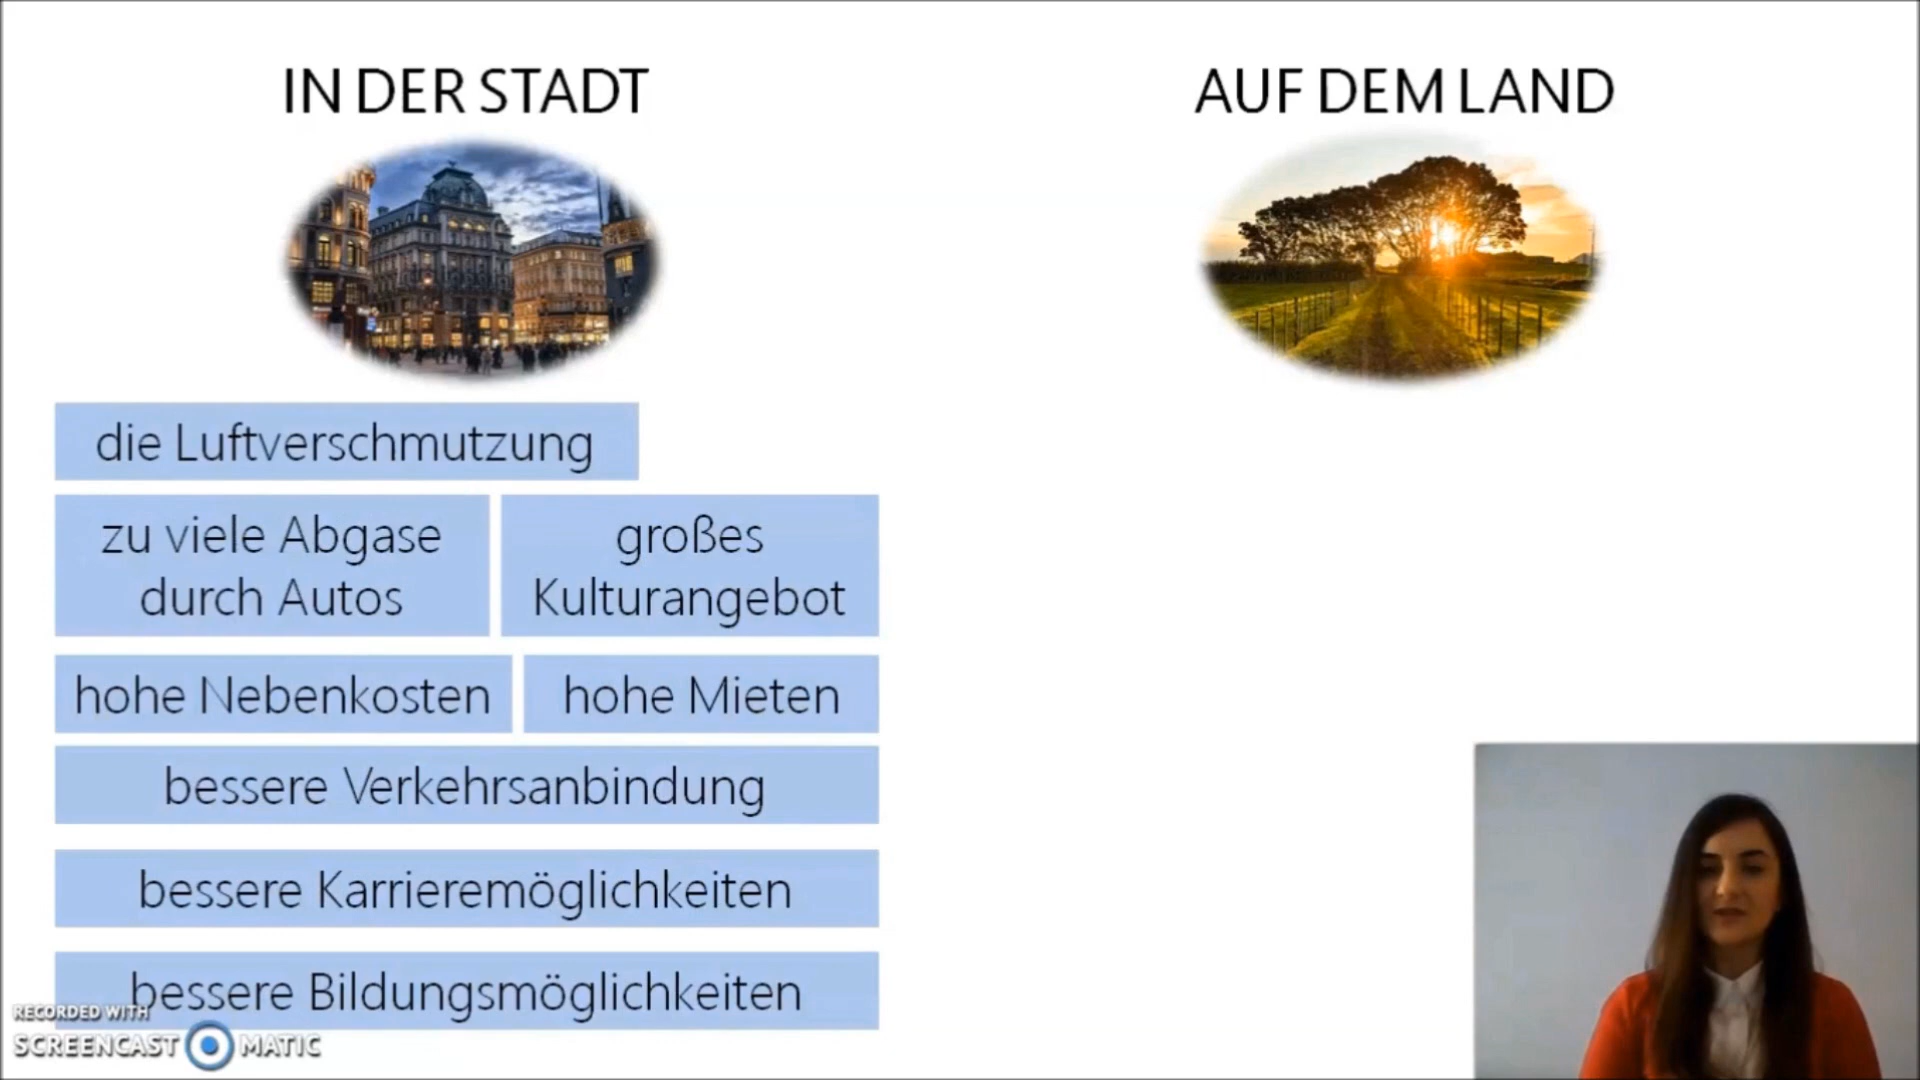 IN DER STADT
AUF DEM LAND
die Luftverschmutzung
zu viele Abgase
durch Autos
großes
Kulturangebot
hohe Nebenkosten
hohe Mieten
bessere Verkehrsanbindung
bessere Karrieremöglichkeiten
bessere Bildungsmöglichkeiten
RECORDED WITH
SCREENCAST MATIC